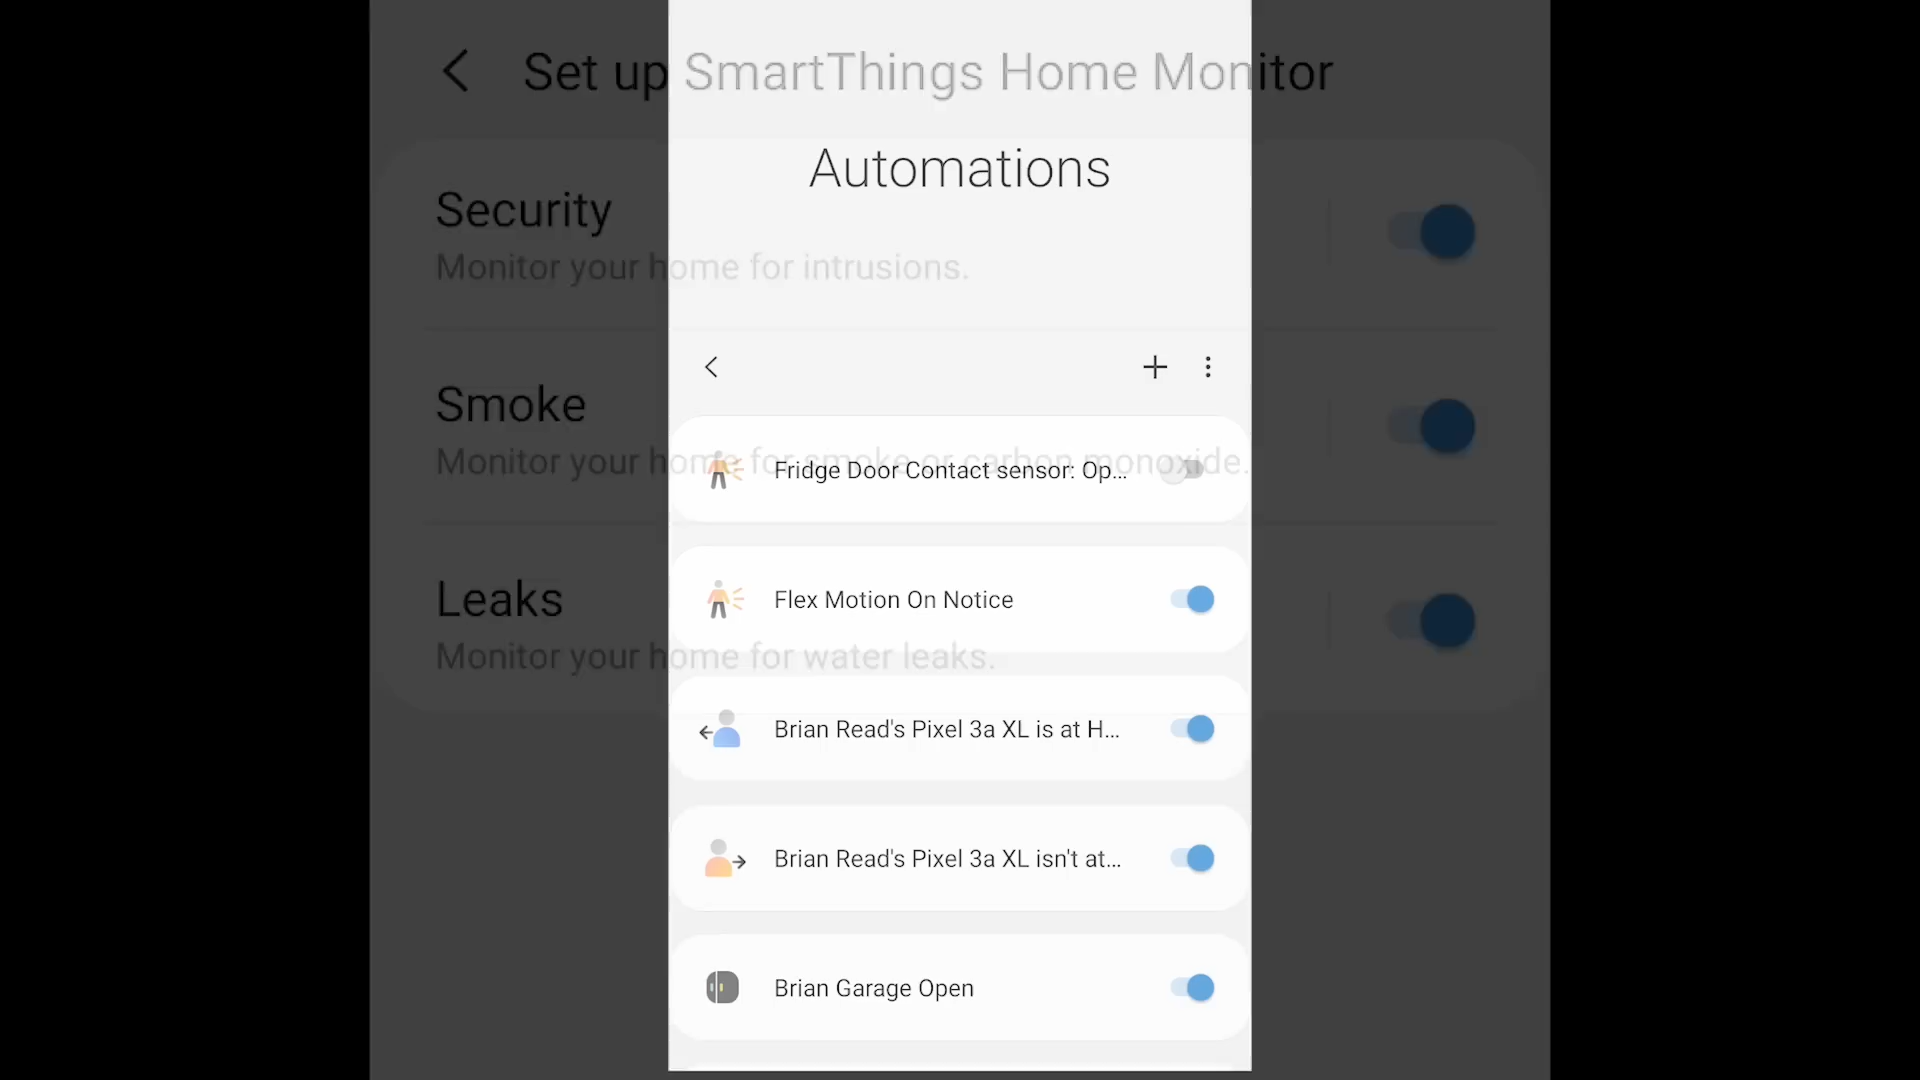 Set up SmartThings Home Monitor
Automations
Security
Monitor your home for intrusions.
Smoke
Monitor your home for smoke or carbon monoxide.
Fridge Door Contact sensor: Op...
Leaks
Flex Motion On Notice
Monitor your home for water leaks.
Brian Read's Pixel 3a XL is at H...
Brian Read's Pixel 3a XL isn't at...
Brian Garage Open